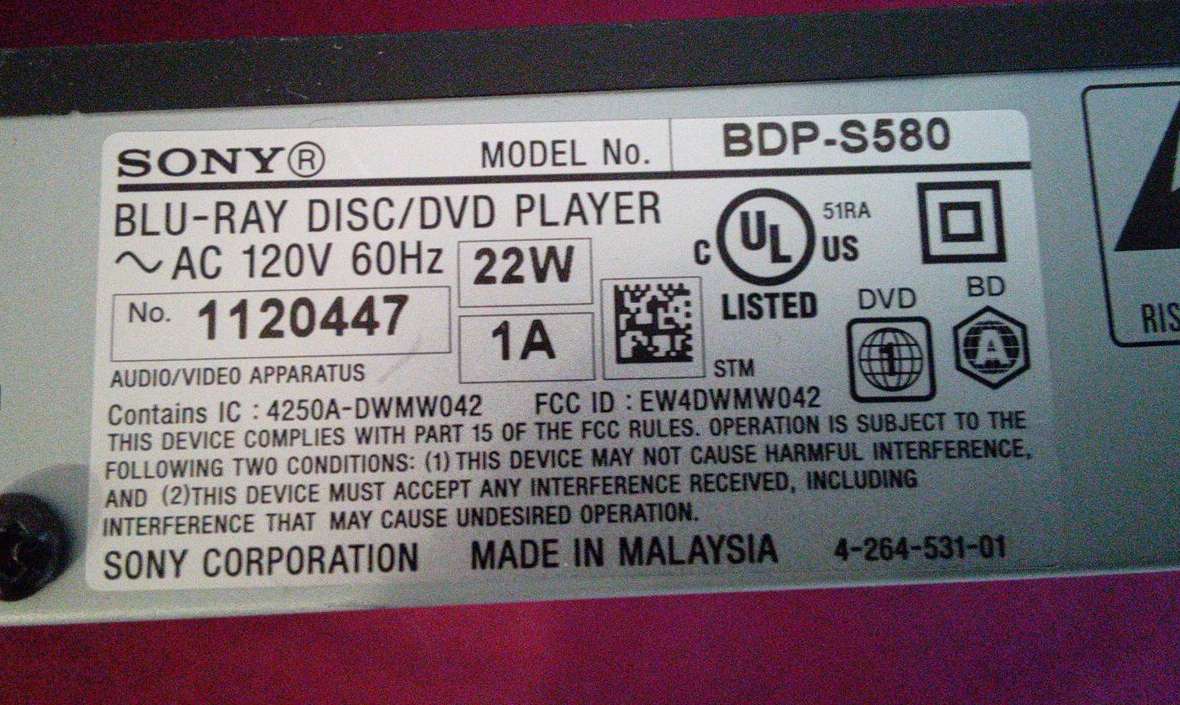 SONY® MODEL No. BDP-S580
BLU-RAY DISC/DVD PLAYER
~ AC 120V 60Hz 22W
No. 1120447
1A
C UL US 51RA
LISTED
DVD
1
BD
A
AUDIO/VIDEO APPARATUS
STM
Contains IC : 4250A-DWMW042 FCC ID : EW4DWMW042
THIS DEVICE COMPLIES WITH PART 15 OF THE FCC RULES. OPERATION IS SUBJECT TO THE
FOLLOWING TWO CONDITIONS: (1) THIS DEVICE MAY NOT CAUSE HARMFUL INTERFERENCE,
AND (2)THIS DEVICE MUST ACCEPT ANY INTERFERENCE RECEIVED, INCLUDING
INTERFERENCE THAT MAY CAUSE UNDESIRED OPERATION.
SONY CORPORATION MADE IN MALAYSIA 4-264-531-01